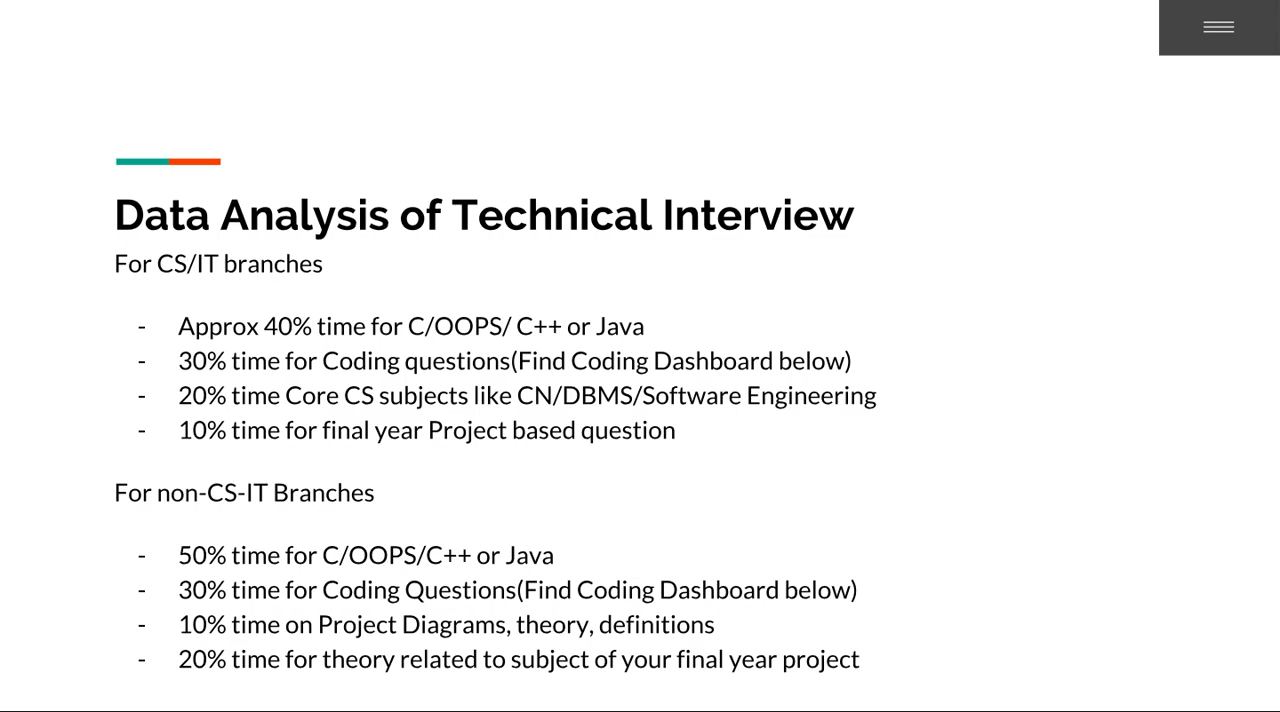 Data Analysis of Technical Interview
For CS/IT branches
- Approx 40% time for C/OOPS/ C++ or Java
- 30% time for Coding questions(Find Coding Dashboard below)
- 20% time Core CS subjects like CN/DBMS/Software Engineering
- 10% time for final year Project based question
For non-CS-IT Branches
- 50% time for C/OOPS/C++ or Java
- 30% time for Coding Questions(Find Coding Dashboard below)
- 10% time on Project Diagrams, theory, definitions
- 20% time for theory related to subject of your final year project